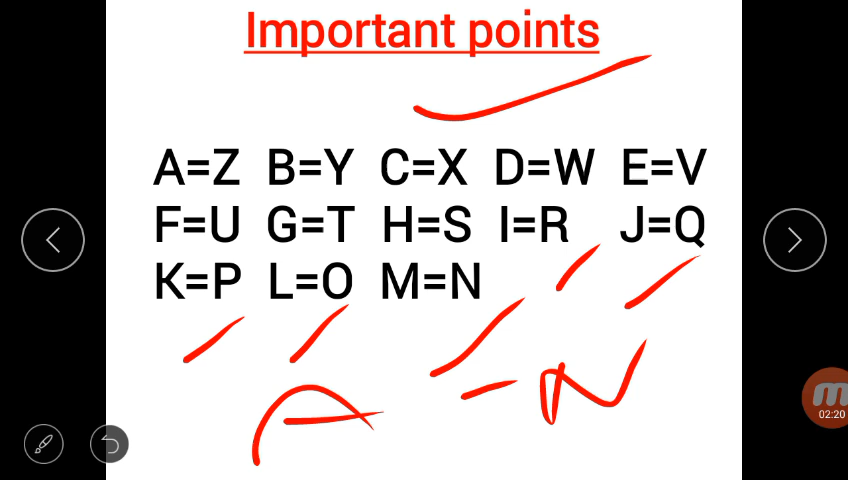 Important points
A=Z B=Y C=X D=W E=V
F=U G=T H=S I=R J=Q
K=P L=O M=N
A - N
02:20